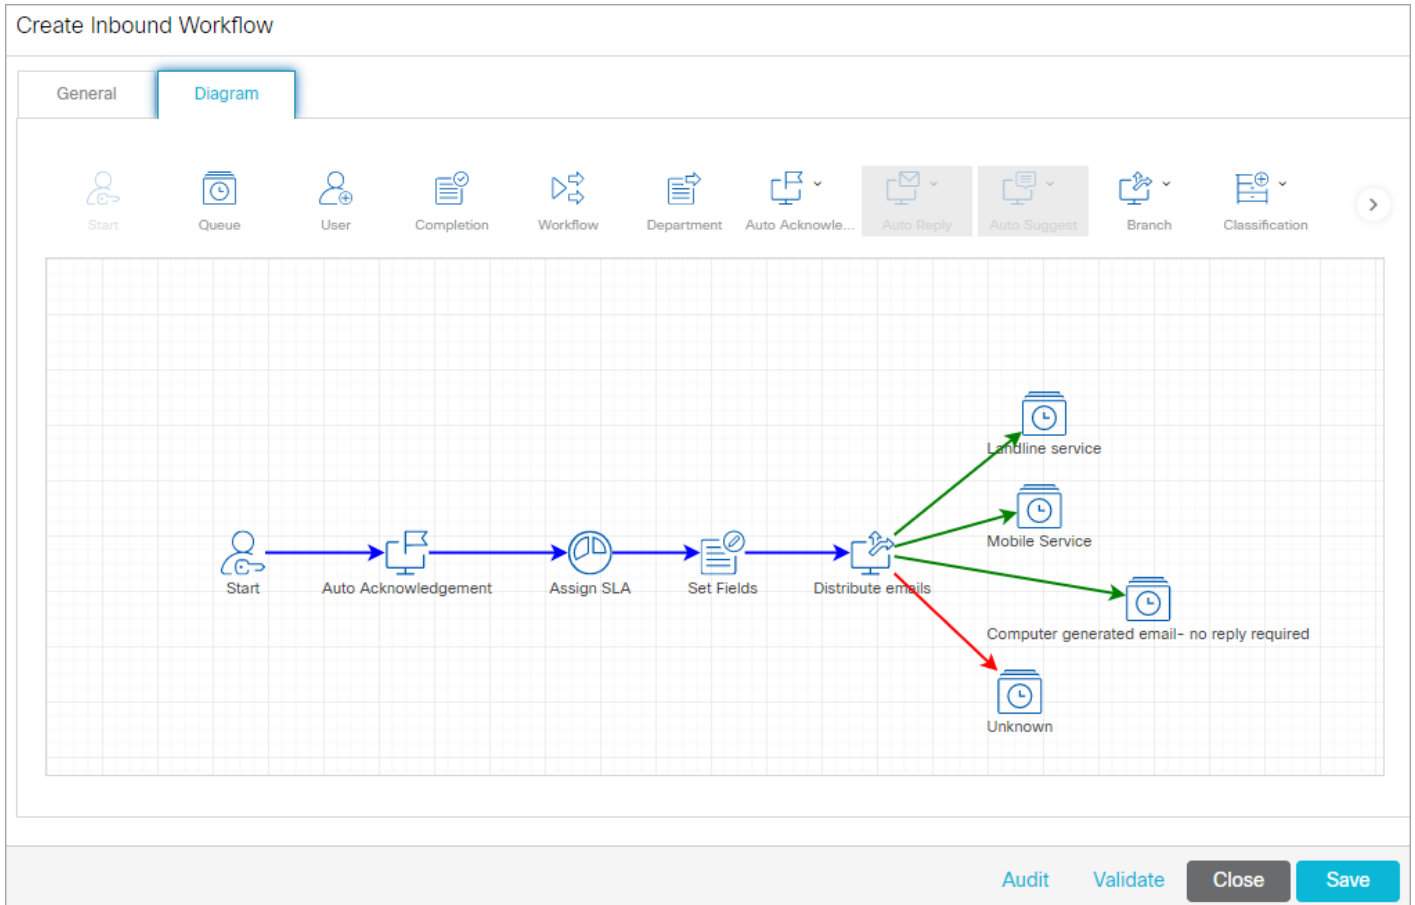 Create Inbound Workflow
General
Diagram
Start
Queue
User
Completion
Workflow
Department
Auto Acknowle...
Auto Reply
Auto Suggest
Branch
Classification
Landline service
Mobile Service
Start
Auto Acknowledgement
Assign SLA
Set Fields
Distribute emails
Computer generated email- no reply required
Unknown
Audit
Validate
Close
Save